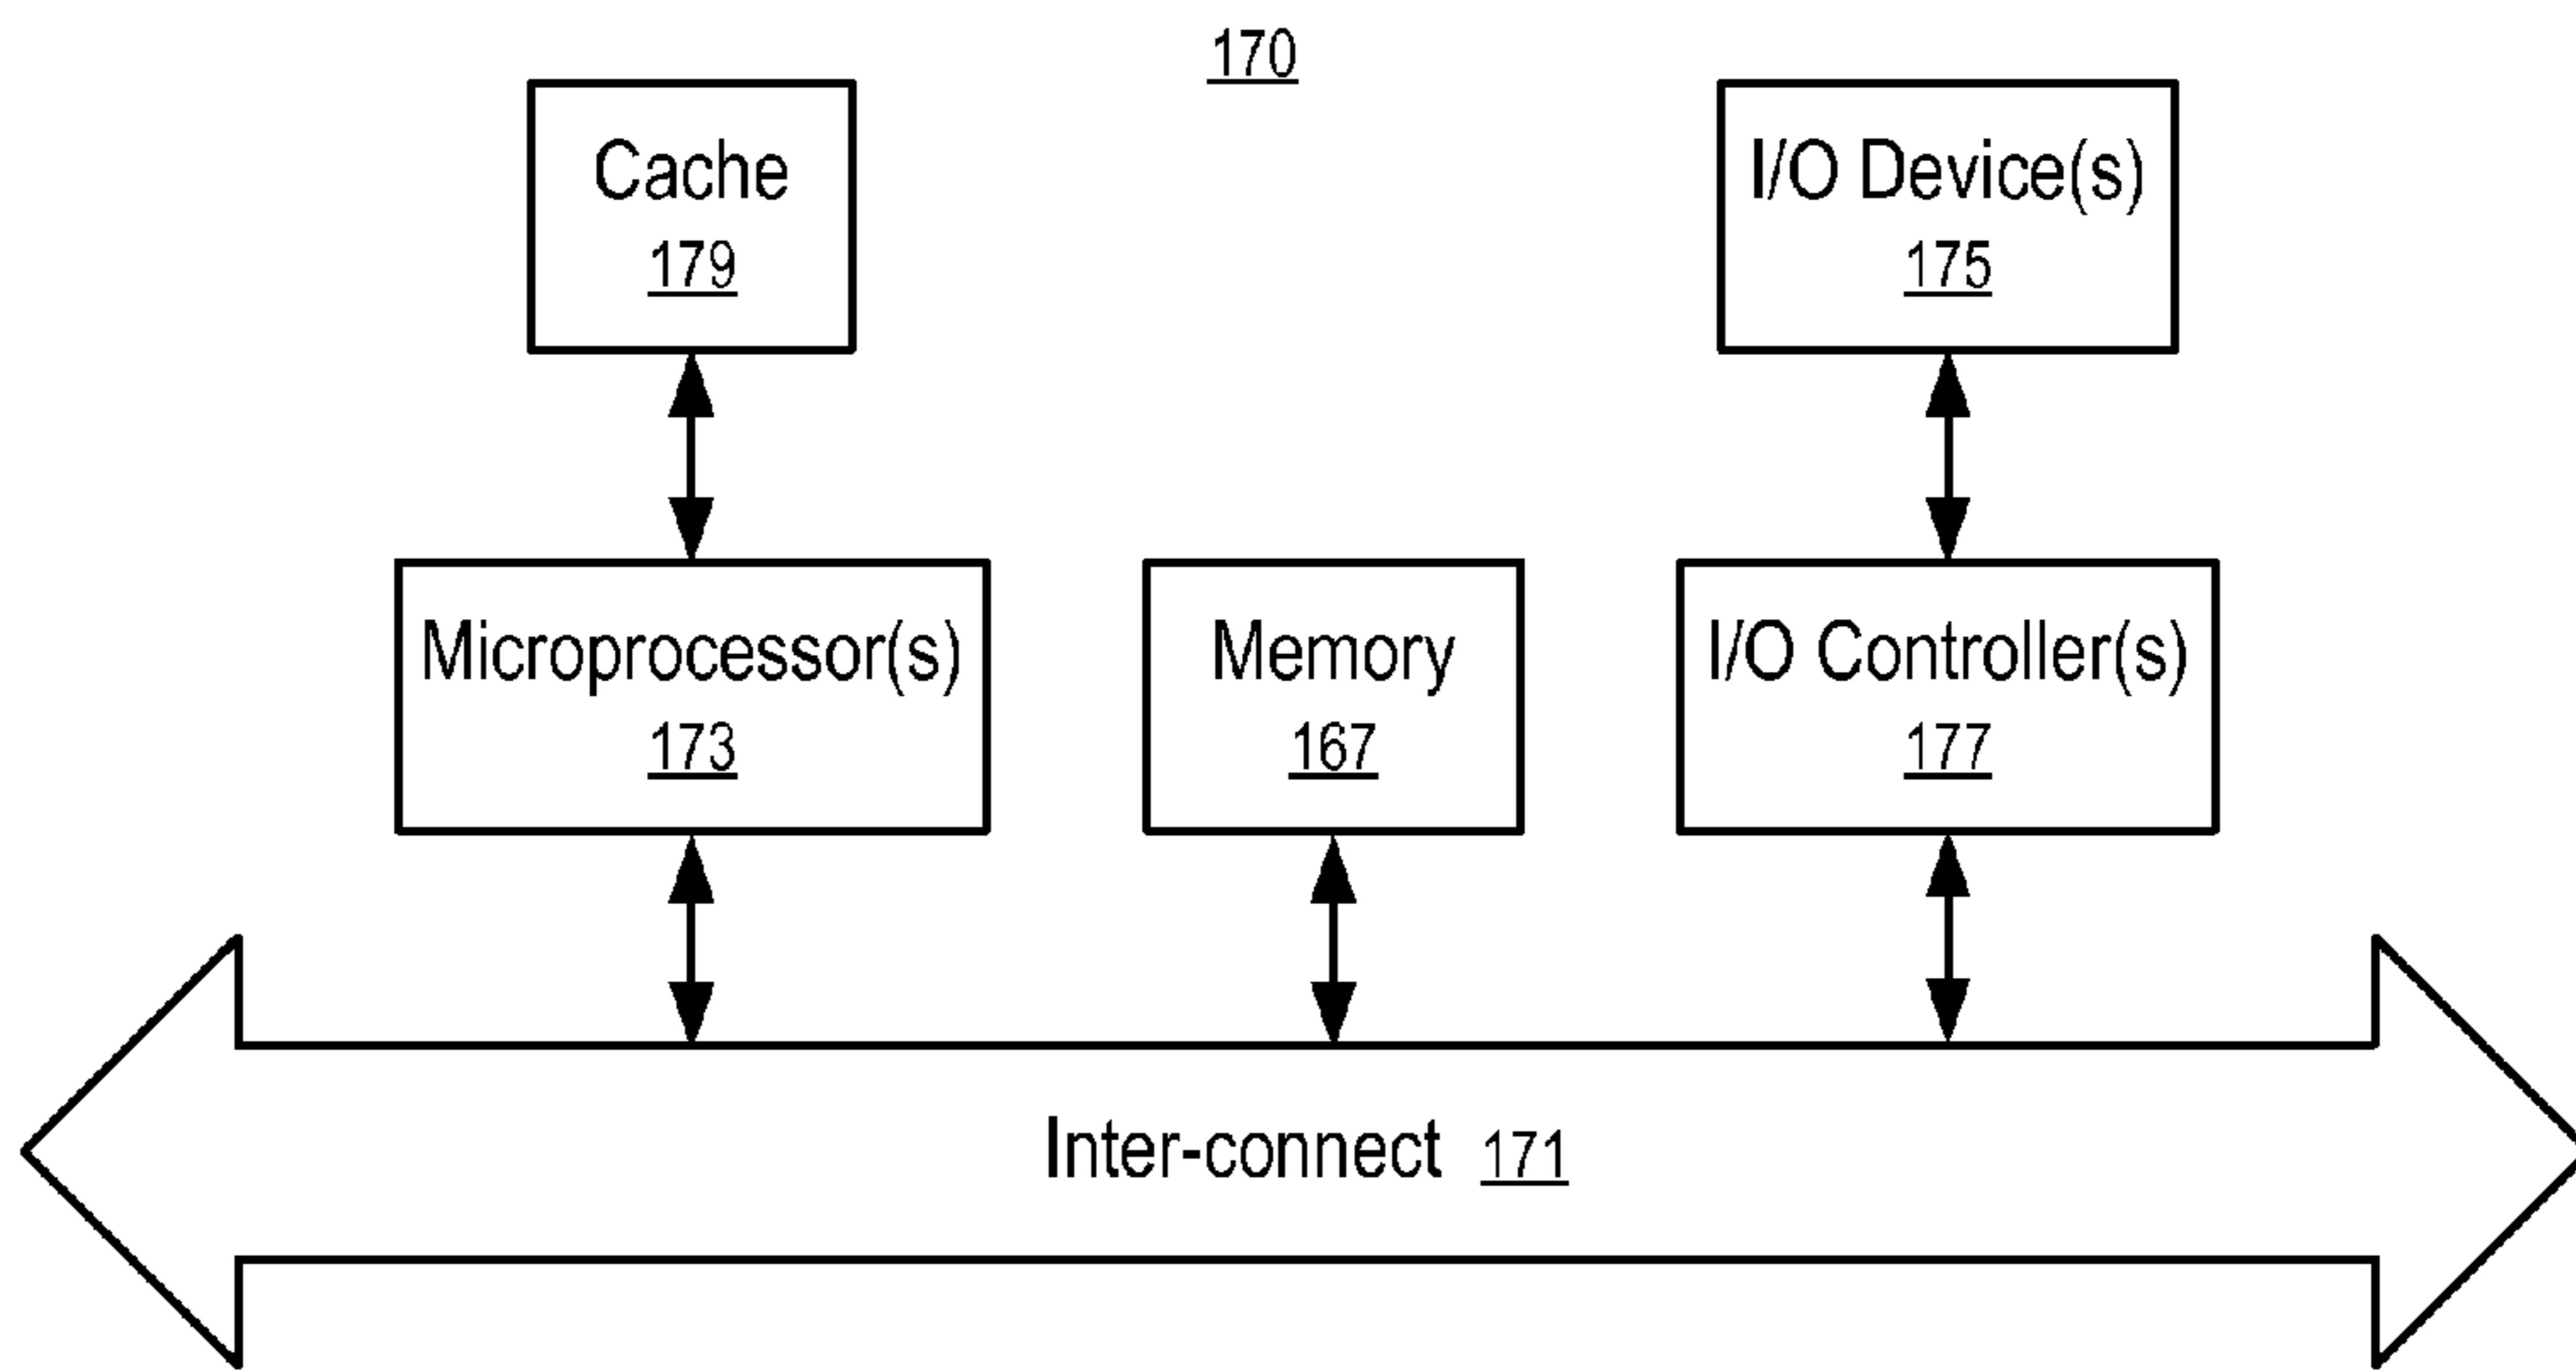 170
Cache
179
I/O Device(s)
175
Microprocessor(s)
173
Memory
167
I/O Controller(s)
177
Inter-connect 171